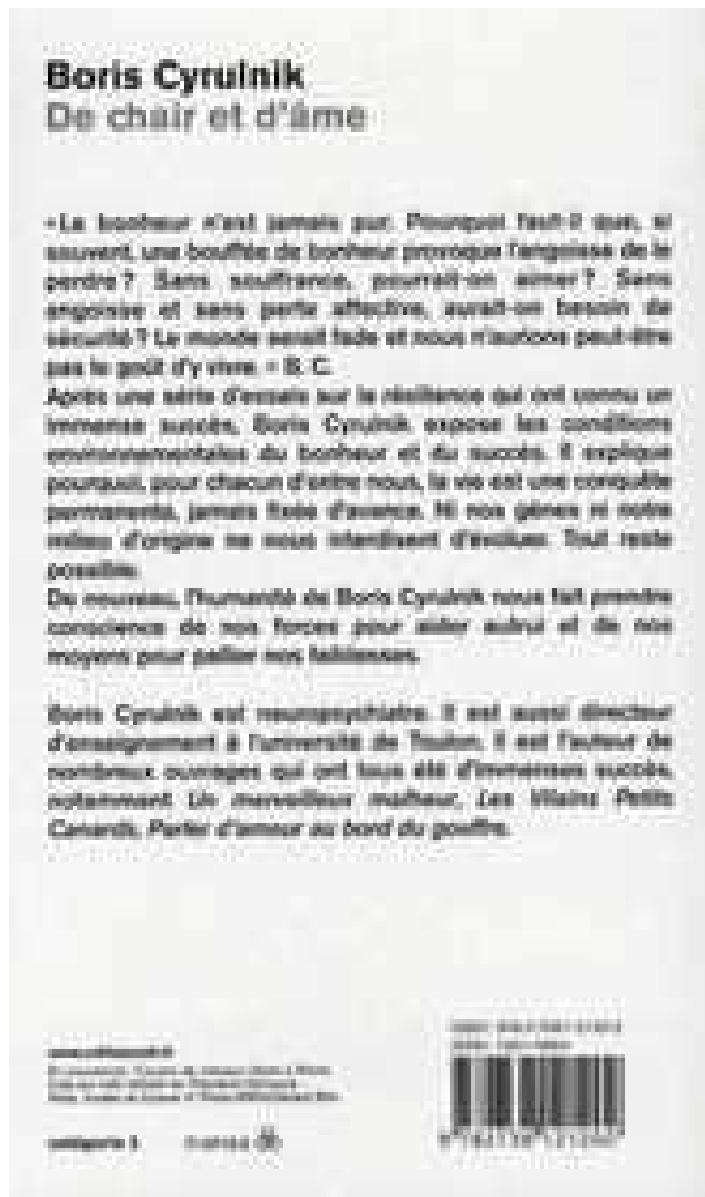 Boris Cyrulnik
De chair et d'âme
« Le bonheur n'est jamais pur. Pourquoi faut-il que, si
souvent, une bouffée de bonheur provoque l'angoisse de le
perdre ? Sans souffrance, pourrait-on aimer ? Sans
angoisse et sans perte affective, aurait-on besoin de
sécurité ? Le monde serait fade et nous n'aurions peut-être
pas le goût d'y vivre. » B. C.
Après une série d'essais sur la résilience qui ont connu un
immense succès, Boris Cyrulnik expose les conditions
environnementales du bonheur et du succès. Il explique
pourquoi, pour chacun d'entre nous, la vie est une conquête
permanente, jamais fixée d'avance. Ni nos gènes ni notre
milieu d'origine ne nous interdisent d'évoluer. Tout reste
possible.
De nouveau, l'humanité de Boris Cyrulnik nous fait prendre
conscience de nos forces pour aider autrui et de nos
moyens pour pallier nos faiblesses.
Boris Cyrulnik est neuropsychiatre. Il est aussi directeur
d'enseignement à l'université de Toulon. Il est l'auteur de
nombreux ouvrages qui ont tous été d'immenses succès,
notamment Un merveilleux malheur, Les Vilains Petits
Canards, Parler d'amour au bord du gouffre.
catégorie